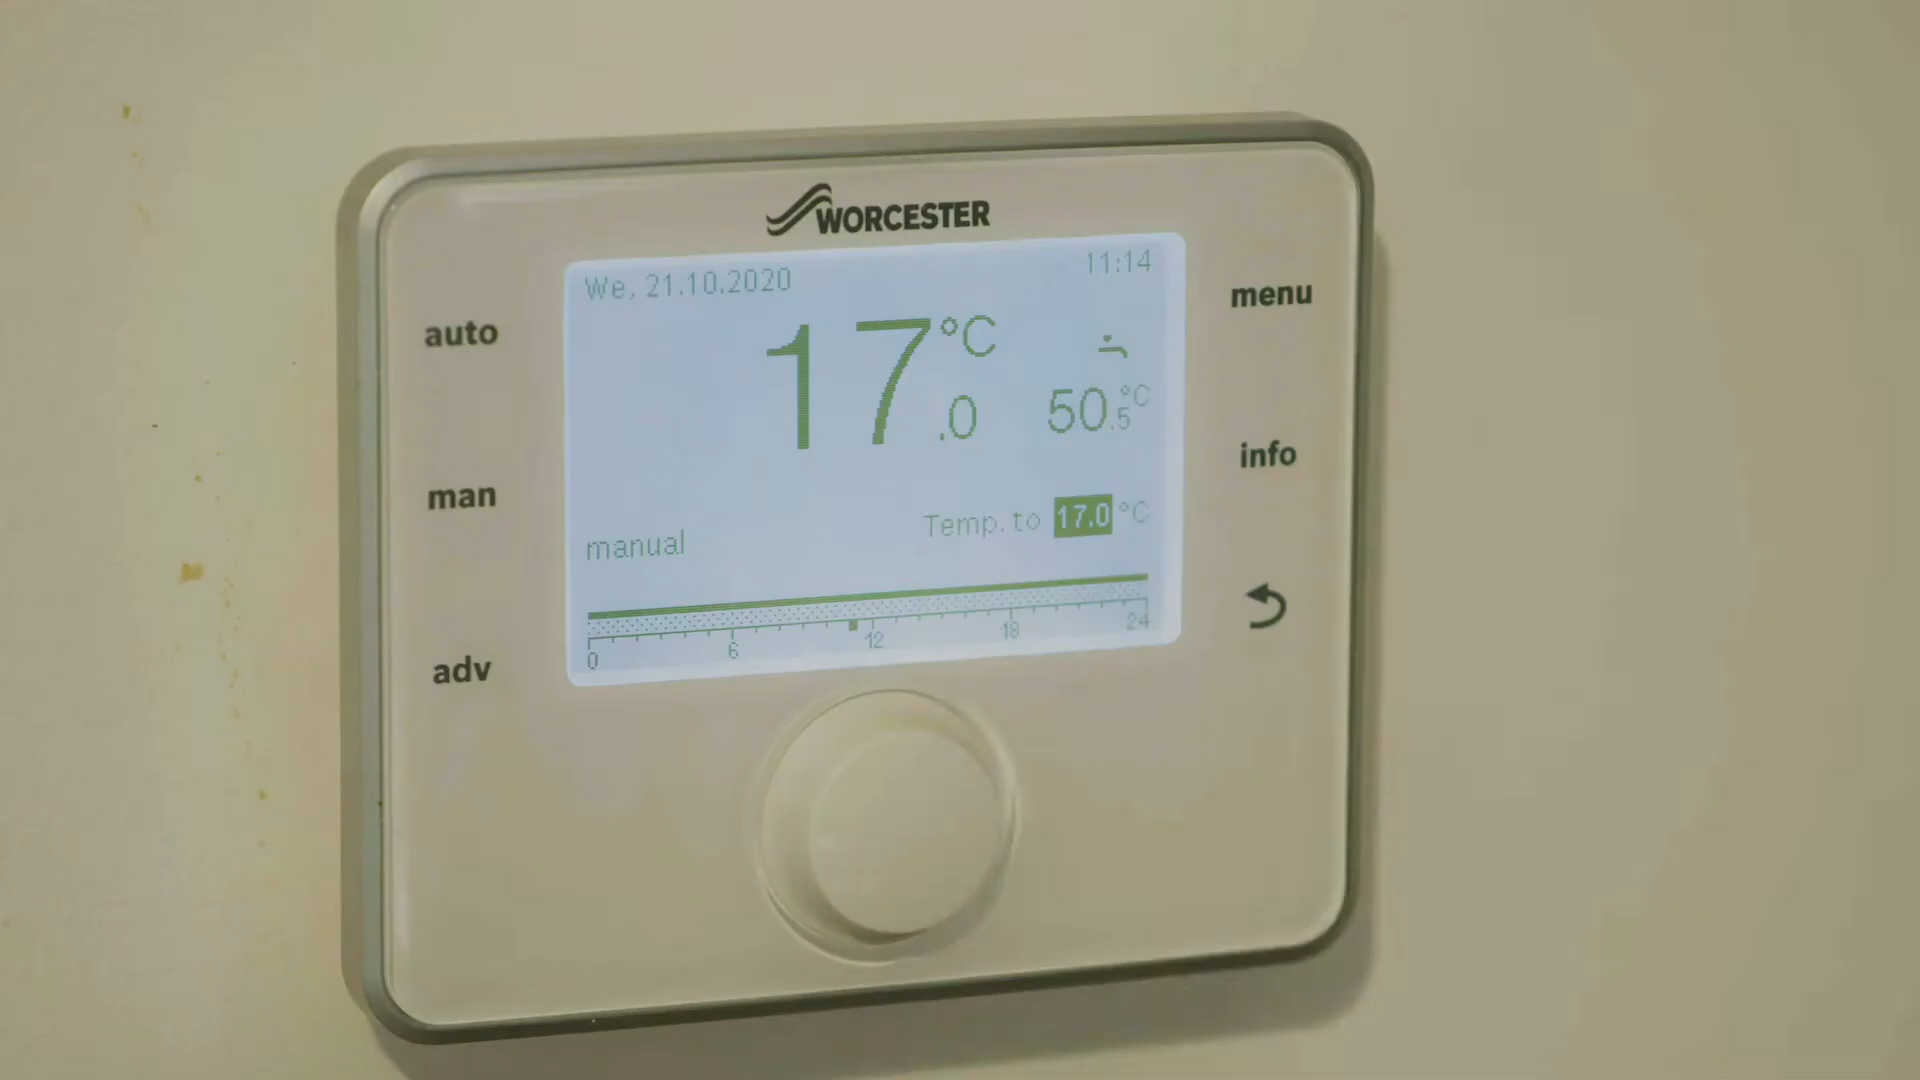 WORCESTER
We, 21.10.2020 11:14
auto
menu
17.0 °C
50.5 °C
info
man
manual
Temp. to 17.0 °C
adv
0 6 12 18 24